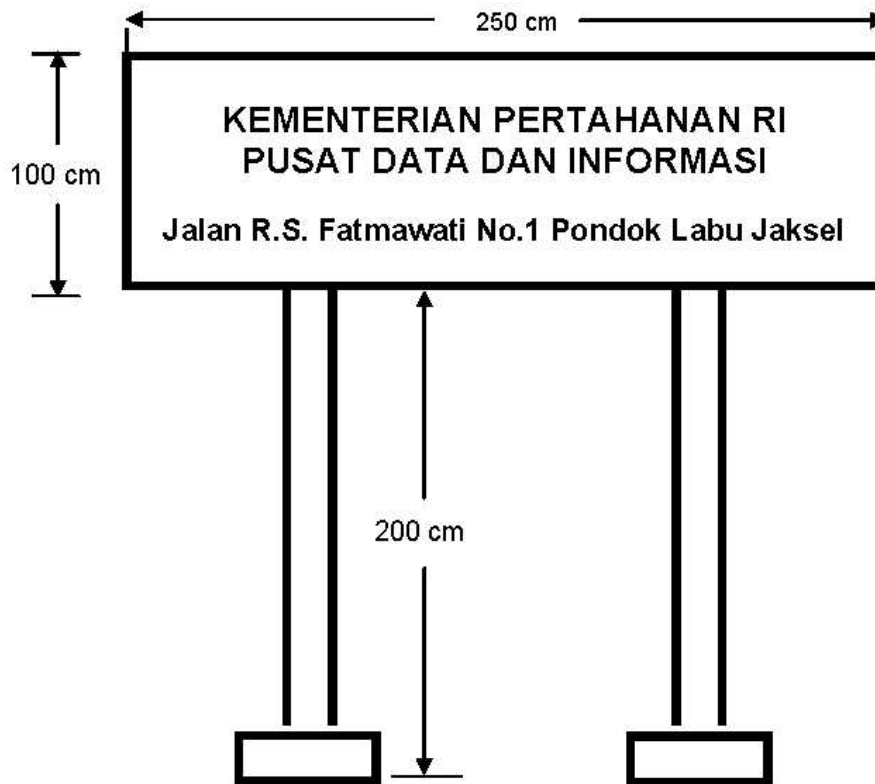 250 cm
KEMENTERIAN PERTAHANAN RI
PUSAT DATA DAN INFORMASI
100 cm
Jalan R.S. Fatmawati No.1 Pondok Labu Jaksel
200 cm